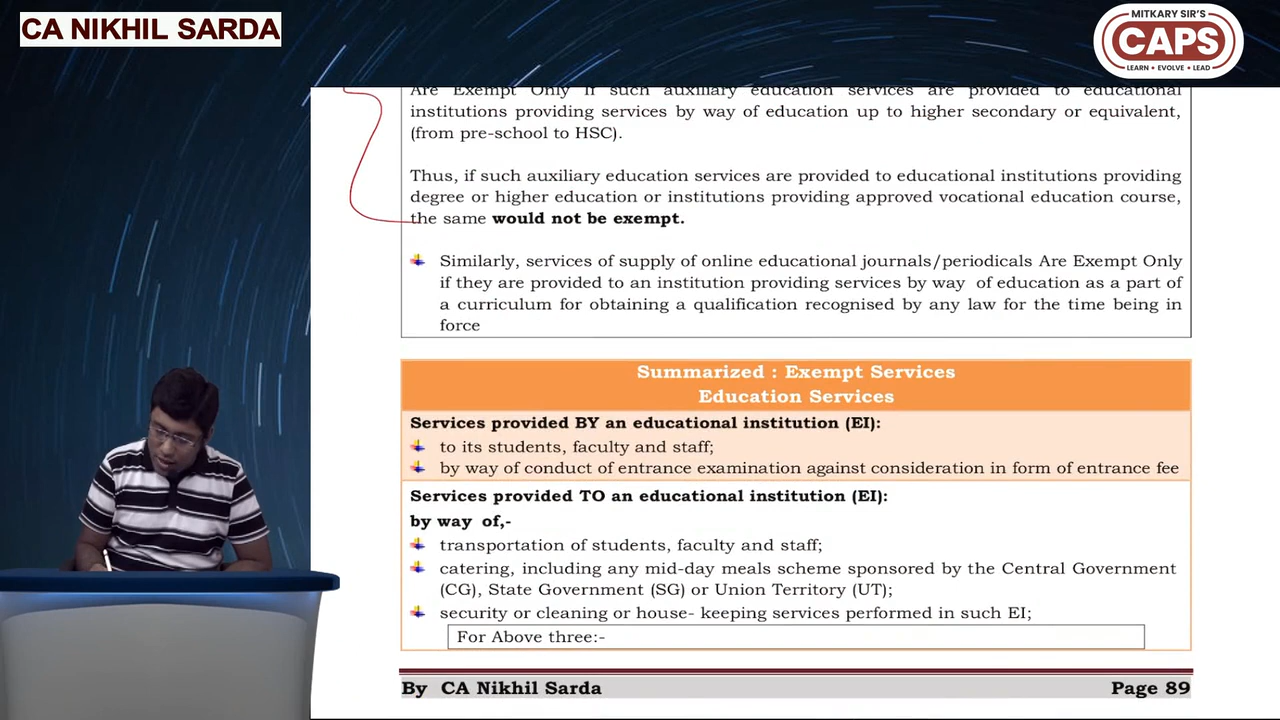 CA NIKHIL SARDA
MITKARY SIR'S
CAPS
LEARN • EVOLVE • LEAD
Are Exempt Only if such auxiliary education services are provided to educational
institutions providing services by way of education up to higher secondary or equivalent,
(from pre-school to HSC).
Thus, if such auxiliary education services are provided to educational institutions providing
degree or higher education or institutions providing approved vocational education course,
the same would not be exempt.
Similarly, services of supply of online educational journals/periodicals Are Exempt Only
if they are provided to an institution providing services by way of education as a part of
a curriculum for obtaining a qualification recognised by any law for the time being in
force
Summarized : Exempt Services
Education Services
Services provided BY an educational institution (EI):
to its students, faculty and staff;
by way of conduct of entrance examination against consideration in form of entrance fee
Services provided TO an educational institution (EI):
by way of,-
transportation of students, faculty and staff;
catering, including any mid-day meals scheme sponsored by the Central Government
(CG), State Government (SG) or Union Territory (UT);
security or cleaning or house- keeping services performed in such EI;
For Above three:-
By CA Nikhil Sarda
Page 89